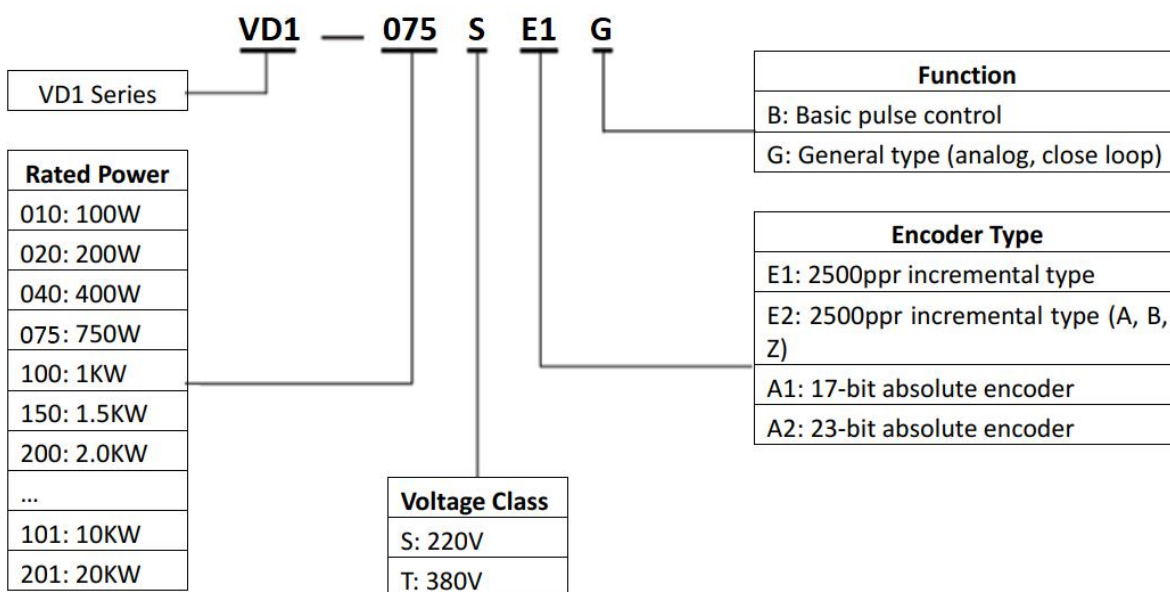 VD1 — 075 S E1 G
VD1 Series
Rated Power
010: 100W
020: 200W
040: 400W
075: 750W
100: 1KW
150: 1.5KW
200: 2.0KW
...
101: 10KW
201: 20KW
Voltage Class
S: 220V
T: 380V
Function
B: Basic pulse control
G: General type (analog, close loop)
Encoder Type
E1: 2500ppr incremental type
E2: 2500ppr incremental type (A, B,
Z)
A1: 17-bit absolute encoder
A2: 23-bit absolute encoder